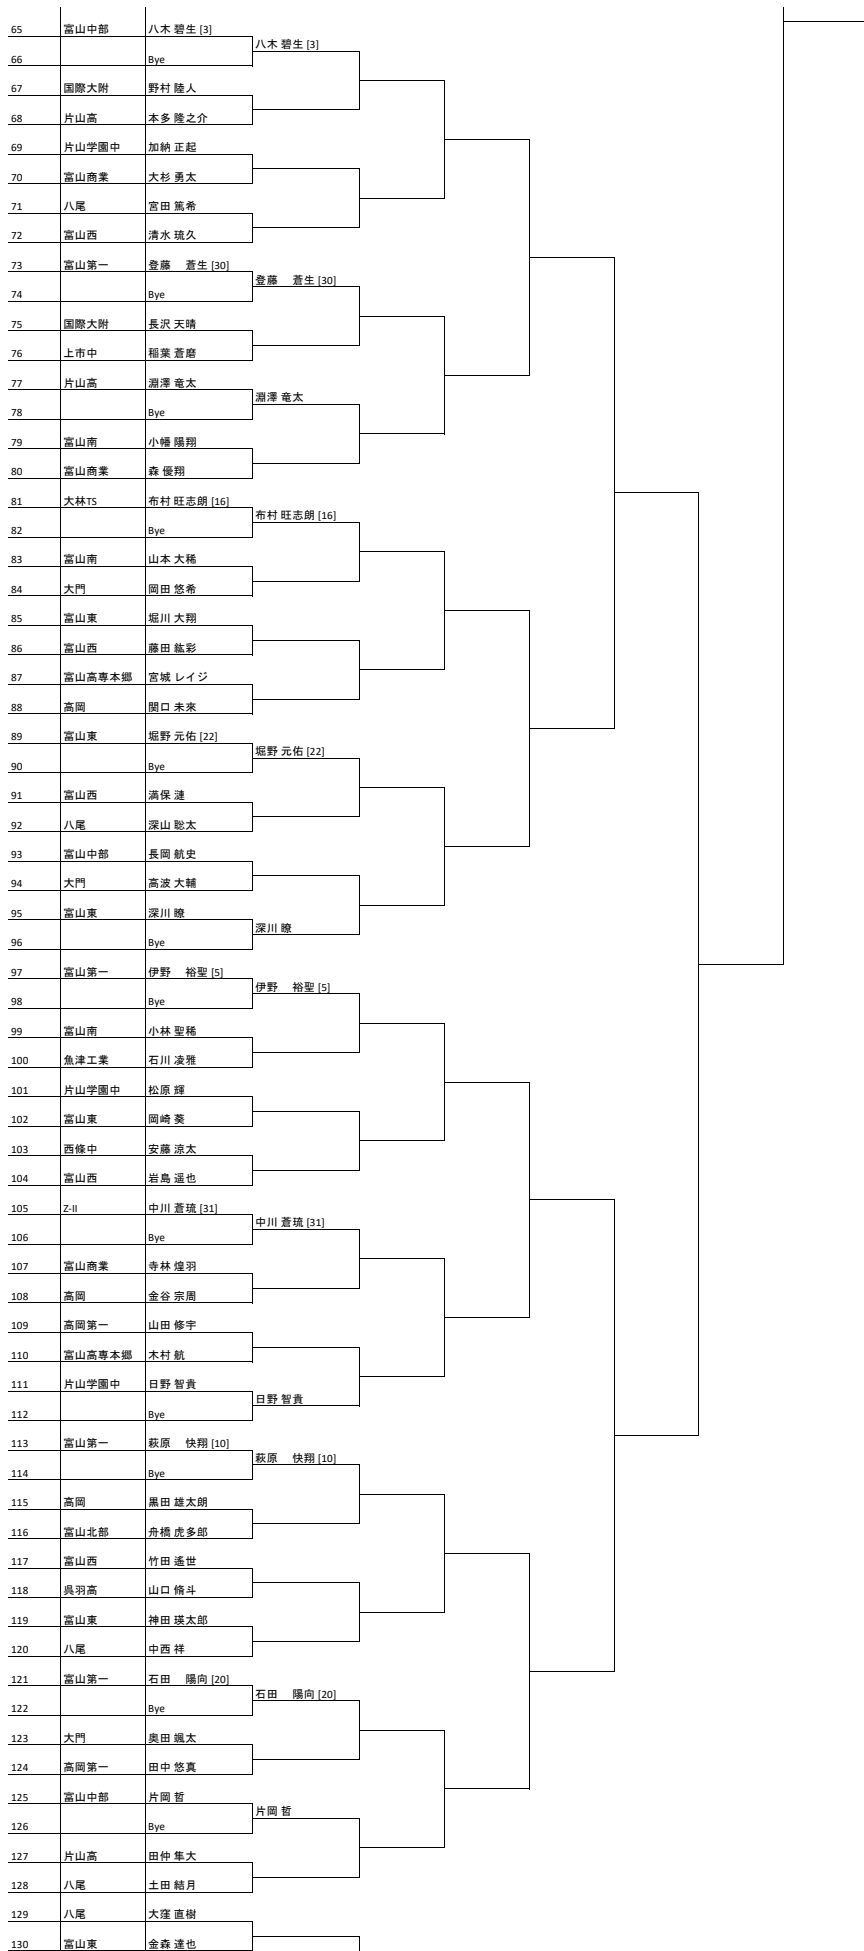 65 富山中部 八木 碧生 [3]
八木 碧生 [3]
66 Bye
67 国際大附 野村 陸人
68 片山高 本多 隆之介
69 片山学園中 加納 正起
70 富山商業 大杉 勇太
71 八尾 宮田 篤希
72 富山西 清水 琉久
73 富山第一 登藤　蒼生 [30]
登藤　蒼生 [30]
74 Bye
75 国際大附 長沢 天晴
76 上市中 稲葉 蒼磨
77 片山高 淵澤 竜太
淵澤 竜太
78 Bye
79 富山南 小幡 陽翔
80 富山商業 森 優翔
81 大林TS 布村 旺志朗 [16]
布村 旺志朗 [16]
82 Bye
83 富山南 山本 大稀
84 大門 岡田 悠希
85 富山東 堀川 大翔
86 富山西 藤田 紘彩
87 富山高専本郷 宮城 レイジ
88 高岡 関口 未來
89 富山東 堀野 元佑 [22]
堀野 元佑 [22]
90 Bye
91 富山西 満保 漣
92 八尾 深山 聡太
93 富山中部 長岡 航史
94 大門 高波 大輔
95 富山東 深川 瞭
深川 瞭
96 Bye
97 富山第一 伊野　裕聖 [5]
伊野　裕聖 [5]
98 Bye
99 富山南 小林 聖稀
100 魚津工業 石川 凌雅
101 片山学園中 松原 輝
102 富山東 岡崎 葵
103 西條中 安藤 涼太
104 富山西 岩島 遥也
105 Z-II 中川 蒼琉 [31]
中川 蒼琉 [31]
106 Bye
107 富山商業 寺林 煌羽
108 高岡 金谷 宗周
109 高岡第一 山田 修宇
110 富山高専本郷 木村 航
111 片山学園中 日野 智貴
日野 智貴
112 Bye
113 富山第一 萩原　快翔 [10]
萩原　快翔 [10]
114 Bye
115 高岡 黒田 雄太朗
116 富山北部 舟橋 虎多郎
117 富山西 竹田 遙世
118 呉羽高 山口 脩斗
119 富山東 神田 瑛太郎
120 八尾 中西 祥
121 富山第一 石田　陽向 [20]
石田　陽向 [20]
122 Bye
123 大門 奥田 颯太
124 高岡第一 田中 悠真
125 富山中部 片岡 哲
片岡 哲
126 Bye
127 片山高 田仲 隼大
128 八尾 土田 結月
129 八尾 大窪 直樹
130 富山東 金森 達也